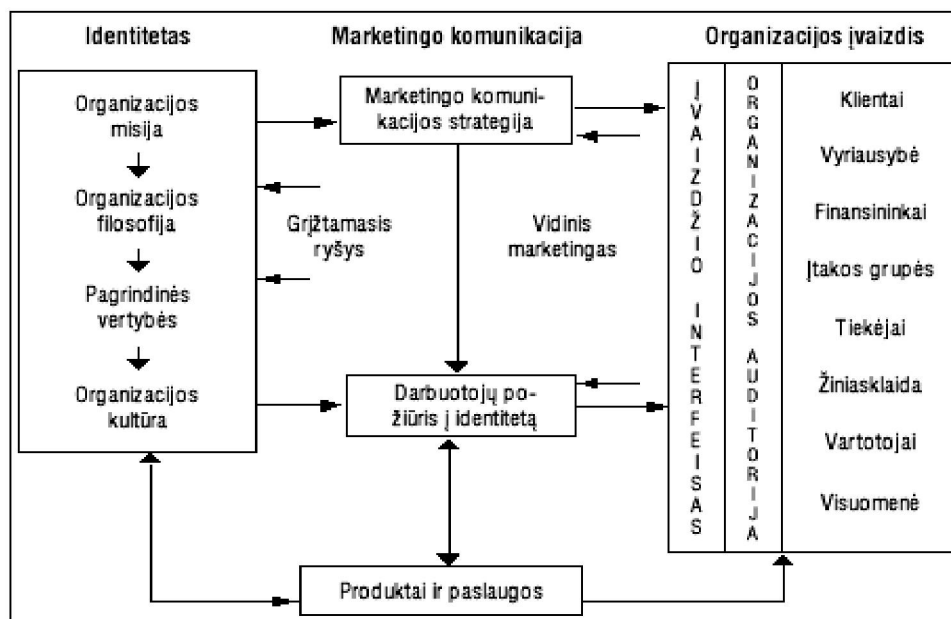 Identitetas
Marketingo komunikacija
Organizacijos įvaizdis
Organizacijos
misija
Organizacijos
filosofija
Pagrindinės
vertybės
Organizacijos
kultūra
Grįžtamasis
ryšys
Marketingo komuni-
kacijos strategija
Vidinis
marketingas
Darbuotojų po-
žiūris į identitetą
Produktai ir paslaugos
ĮVAIZDŽIO INTERFEISAS
ORGANIZACIJOS AUDITORIJA
Klientai
Vyriausybė
Finansininkai
Įtakos grupės
Tiekėjai
Žiniasklaida
Vartotojai
Visuomenė